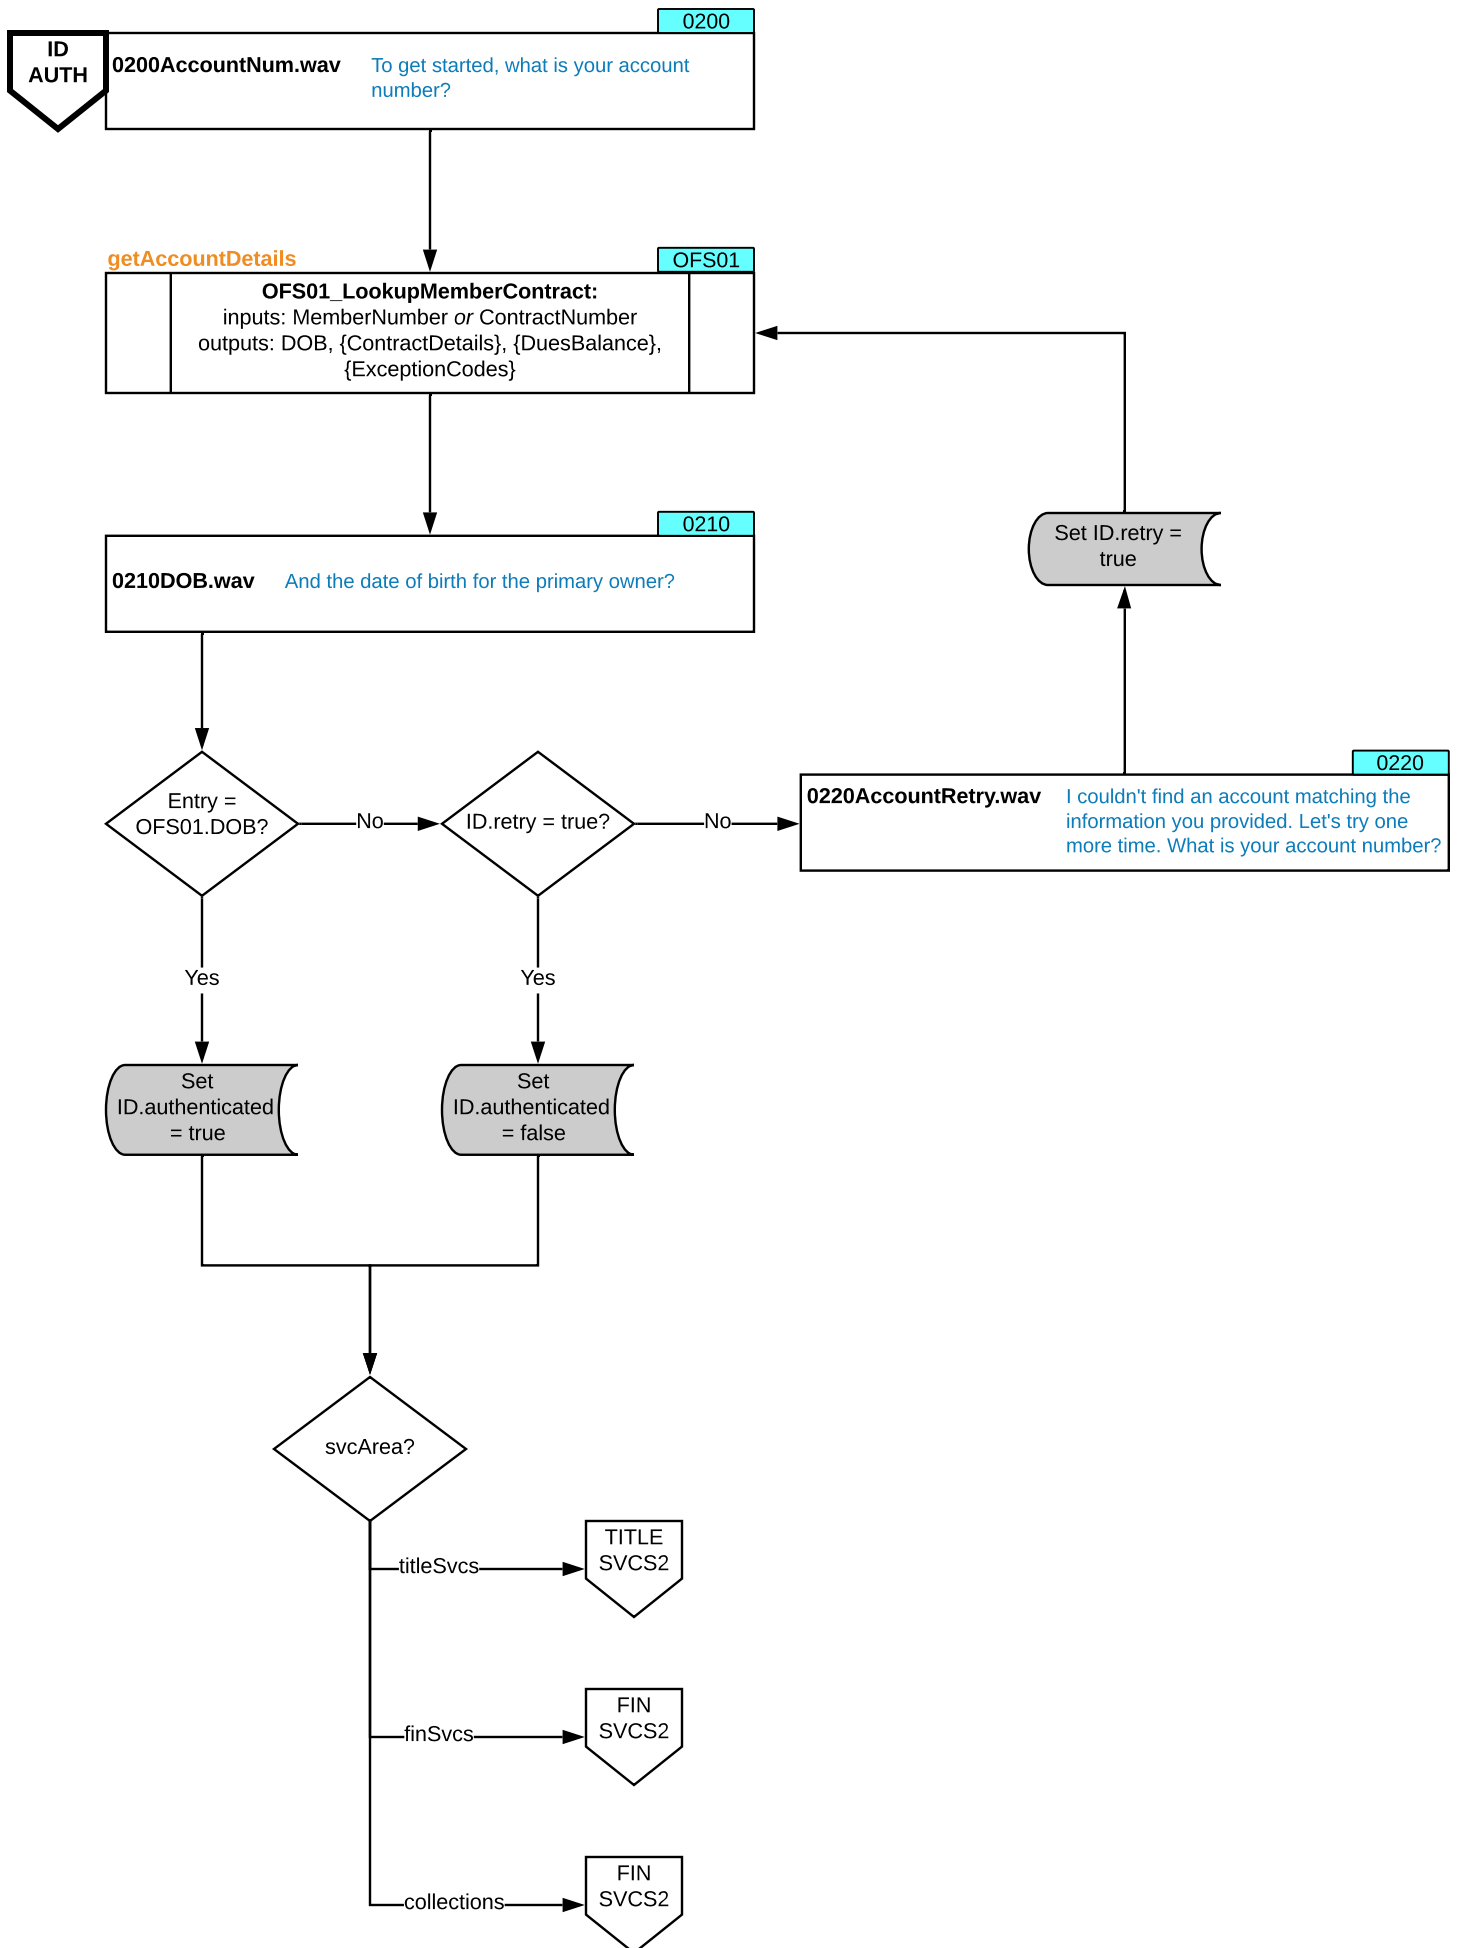 0200
ID
AUTH
0200AccountNum.wav To get started, what is your account
number?
getAccountDetails
OFS01
OFS01_LookupMemberContract:
inputs: MemberNumber or ContractNumber
outputs: DOB, {ContractDetails}, {DuesBalance},
{ExceptionCodes}
0210
0210DOB.wav And the date of birth for the primary owner?
Set ID.retry =
true
0220
0220AccountRetry.wav I couldn't find an account matching the
information you provided. Let's try one
more time. What is your account number?
Entry =
OFS01.DOB?
No
ID.retry = true?
No
Yes
Yes
Set
ID.authenticated
= true
Set
ID.authenticated
= false
svcArea?
titleSvcs
TITLE
SVCS2
finSvcs
FIN
SVCS2
collections
FIN
SVCS2